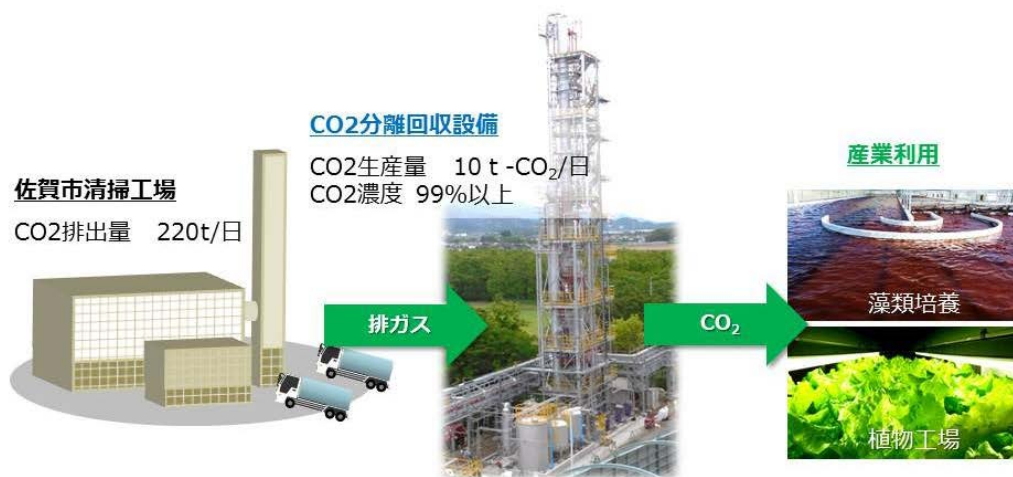 佐賀市清掃工場
CO2排出量　220t/日
CO2分離回収設備
CO2生産量　10 t -CO₂/日
CO2濃度 99%以上
排ガス
CO₂
産業利用
藻類培養
植物工場